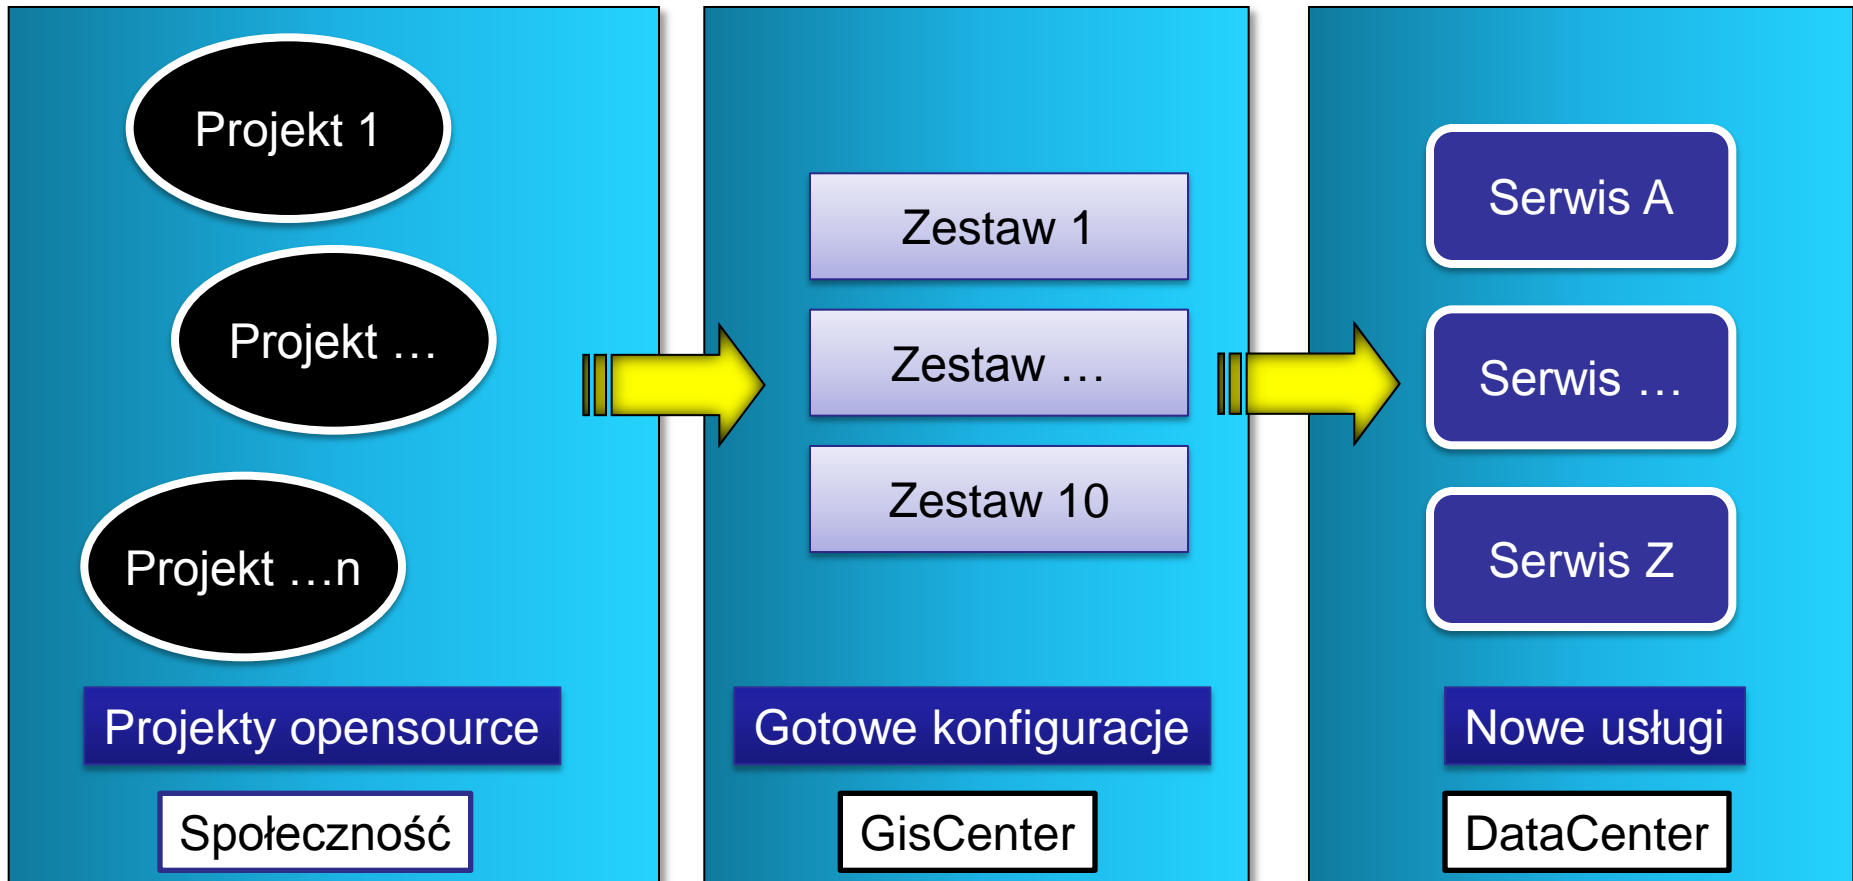 Projekt 1
Projekt …
Projekt …n
Projekty opensource
Społeczność
Zestaw 1
Zestaw …
Zestaw 10
Gotowe konfiguracje
GisCenter
Serwis A
Serwis …
Serwis Z
Nowe usługi
DataCenter